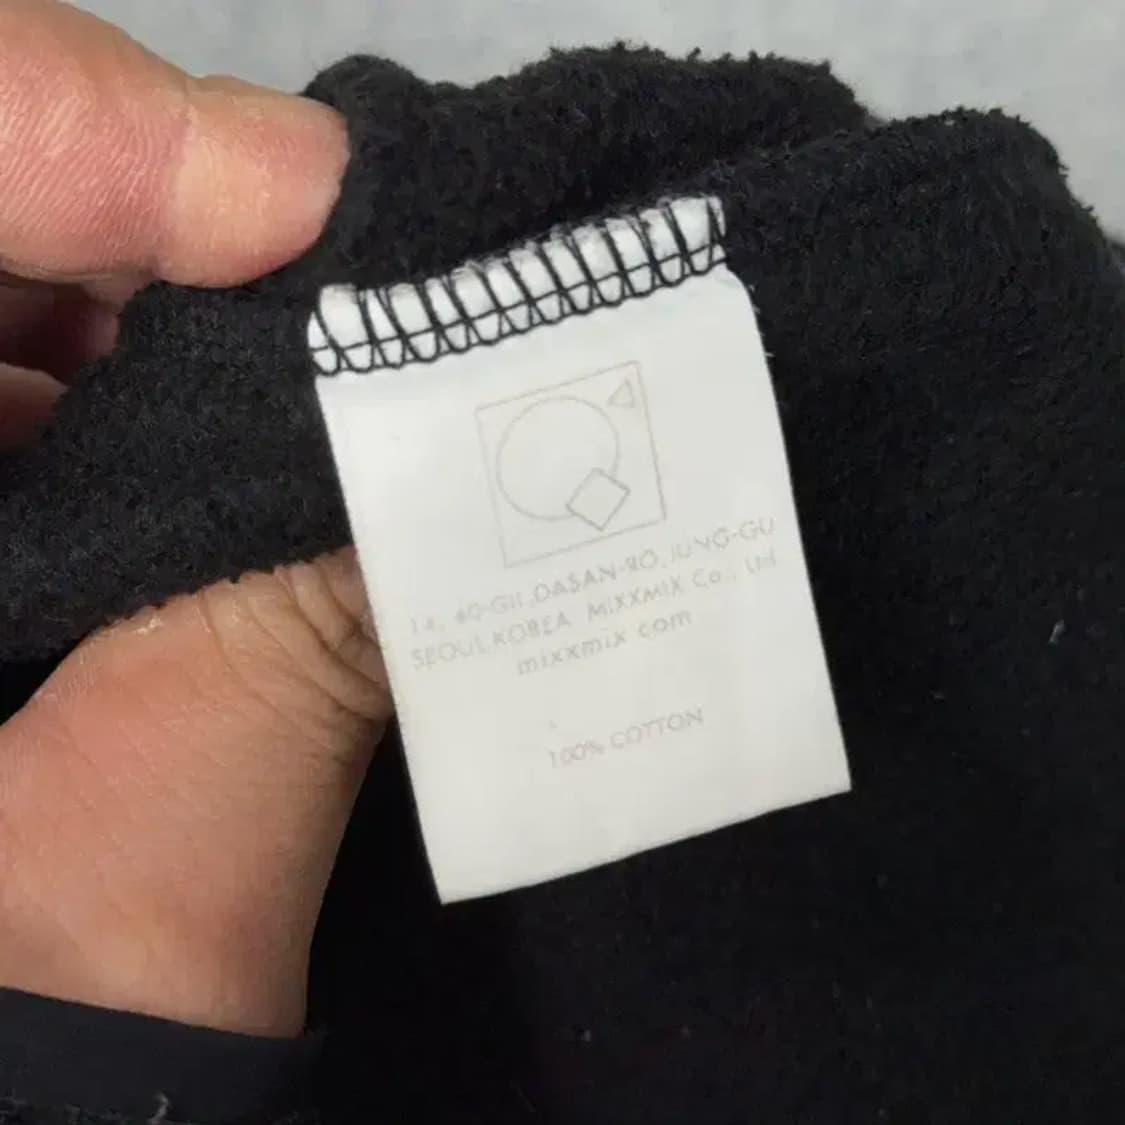 14, 40-Gil, DASAN-RO, JUNG-GU
SEOUL, KOREA MIXXMIX Co., Ltd
mixxmix com
100% COTTON